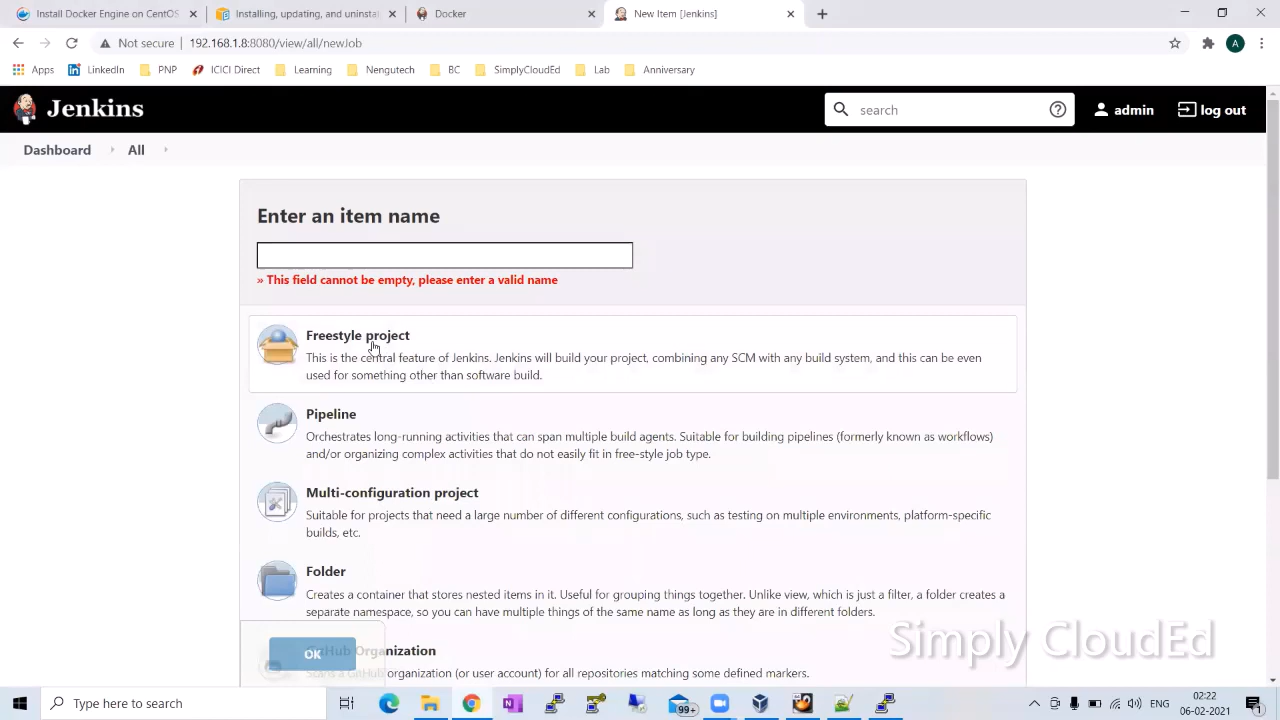 Install Docker Engine on CentOS
Installing, updating, and uninstal
Docker
New Item [Jenkins]
Not secure
192.168.1.8:8080/view/all/newJob
A
Apps
LinkedIn
PNP
ICICI Direct
Learning
Nengutech
BC
SimplyCloudEd
Lab
Anniversary
Jenkins
search
admin
log out
Dashboard
All
Enter an item name
» This field cannot be empty, please enter a valid name
Freestyle project
This is the central feature of Jenkins. Jenkins will build your project, combining any SCM with any build system, and this can be even
used for something other than software build.
Pipeline
Orchestrates long-running activities that can span multiple build agents. Suitable for building pipelines (formerly known as workflows)
and/or organizing complex activities that do not easily fit in free-style job type.
Multi-configuration project
Suitable for projects that need a large number of different configurations, such as testing on multiple environments, platform-specific
builds, etc.
Folder
Creates a container that stores nested items in it. Useful for grouping things together. Unlike view, which is just a filter, a folder creates a
separate namespace, so you can have multiple things of the same name as long as they are in different folders.
OK
GitHub Organization
Scans a GitHub organization (or user account) for all repositories matching some defined markers.
Simply CloudEd
Type here to search
99+
ENG
02:22
06-02-2021